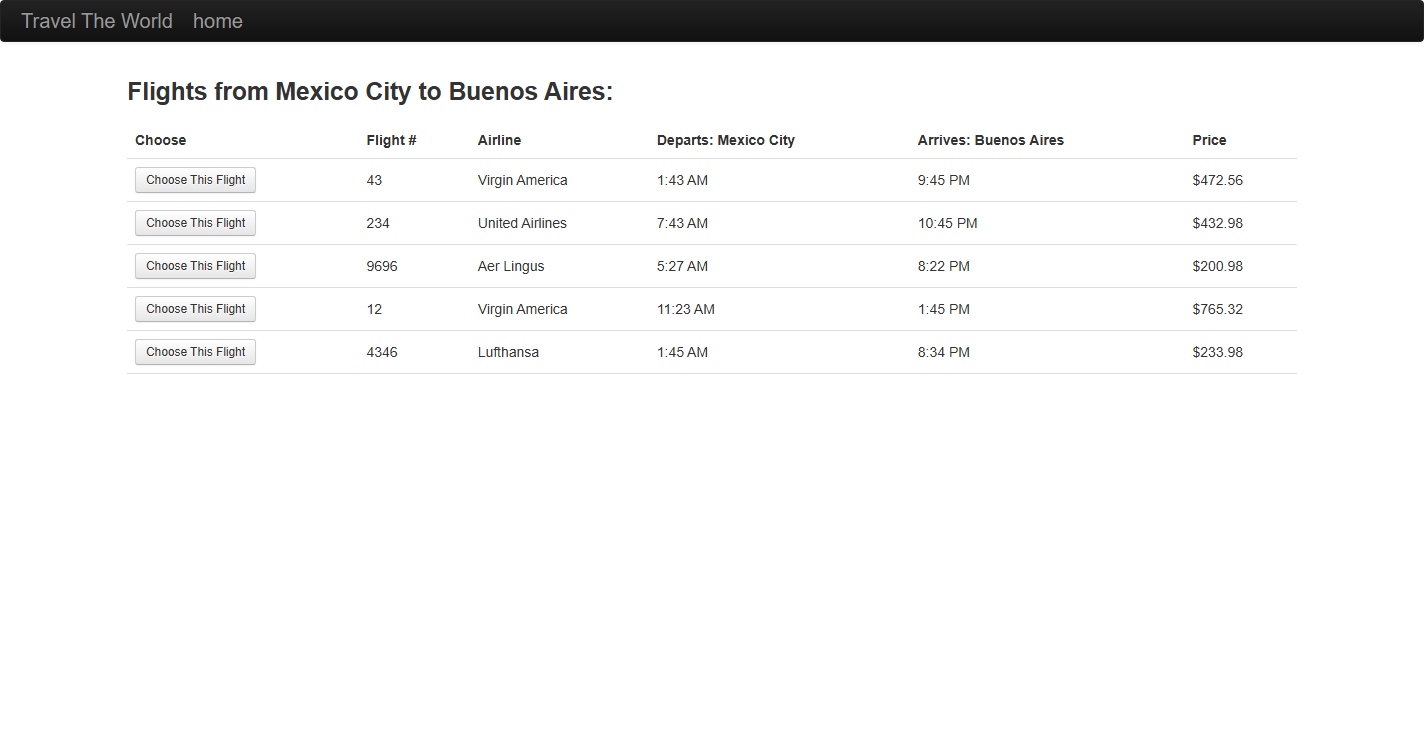 Travel The World home
Flights from Mexico City to Buenos Aires:
Choose Flight # Airline Departs: Mexico City Arrives: Buenos Aires Price
Choose This Flight 43 Virgin America 1:43 AM 9:45 PM $472.56
Choose This Flight 234 United Airlines 7:43 AM 10:45 PM $432.98
Choose This Flight 9696 Aer Lingus 5:27 AM 8:22 PM $200.98
Choose This Flight 12 Virgin America 11:23 AM 1:45 PM $765.32
Choose This Flight 4346 Lufthansa 1:45 AM 8:34 PM $233.98